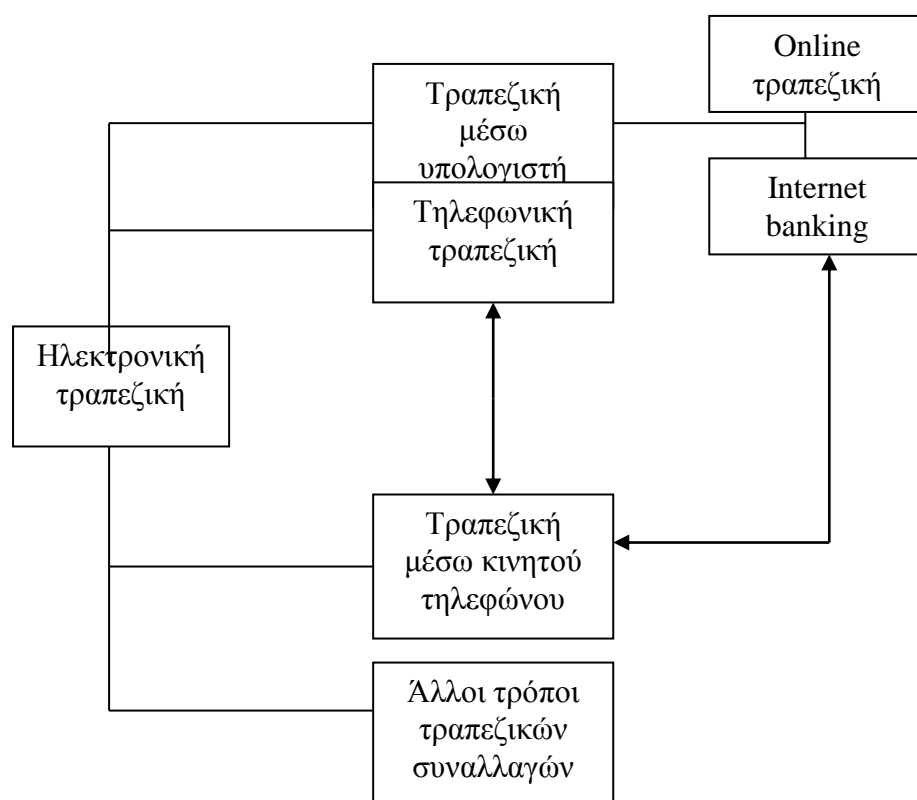 Online
τραπεζική
Τραπεζική
μέσω
υπολογιστή
Internet
banking
Τηλεφωνική
τραπεζική
Ηλεκτρονική
τραπεζική
Τραπεζική
μέσω κινητού
τηλεφώνου
Άλλοι τρόποι
τραπεζικών
συναλλαγών